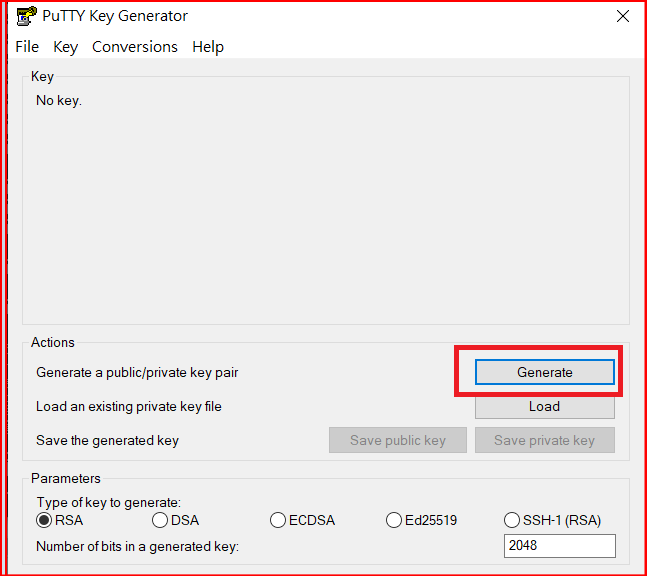 PuTTY Key Generator
File Key Conversions Help
Key
No key.
Actions
Generate a public/private key pair
Generate
Load an existing private key file
Load
Save the generated key
Save public key
Save private key
Parameters
Type of key to generate:
RSA DSA ECDSA Ed25519 SSH-1 (RSA)
Number of bits in a generated key:
2048